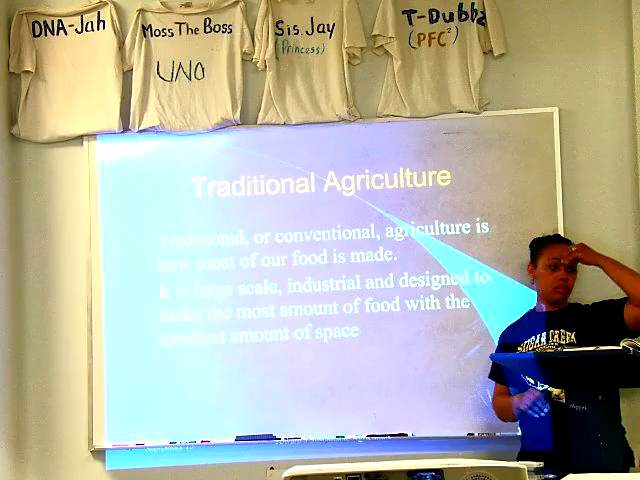 DNA-Jah
Moss The Boss
UNO
Sis. Jay
(Princess)
T-Dubbz
(PFC²)
Traditional Agriculture
Traditional, or conventional, agriculture is
how most of our food is made.
It is large scale, industrial and designed to
make the most amount of food with the
smallest amount of space
SUGAR CREEK